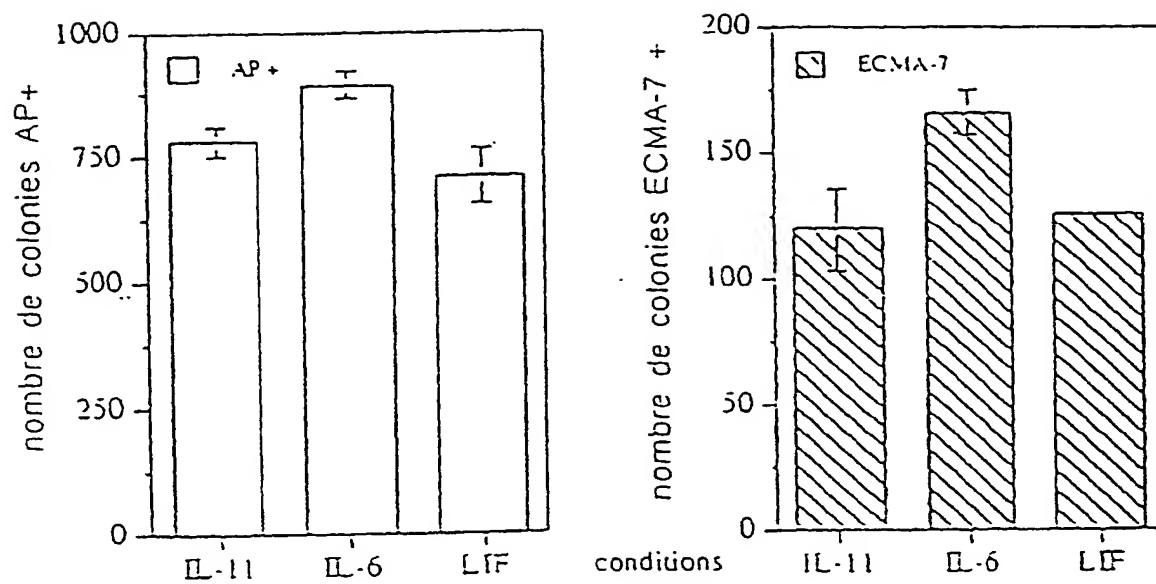 nombre de colonies AP+
1000
750
500
250
0
AP+
IL-11
IL-6
LIF
conditions
nombre de colonies ECMA-7 +
200
150
100
50
0
ECMA-7
IL-11
IL-6
LIF